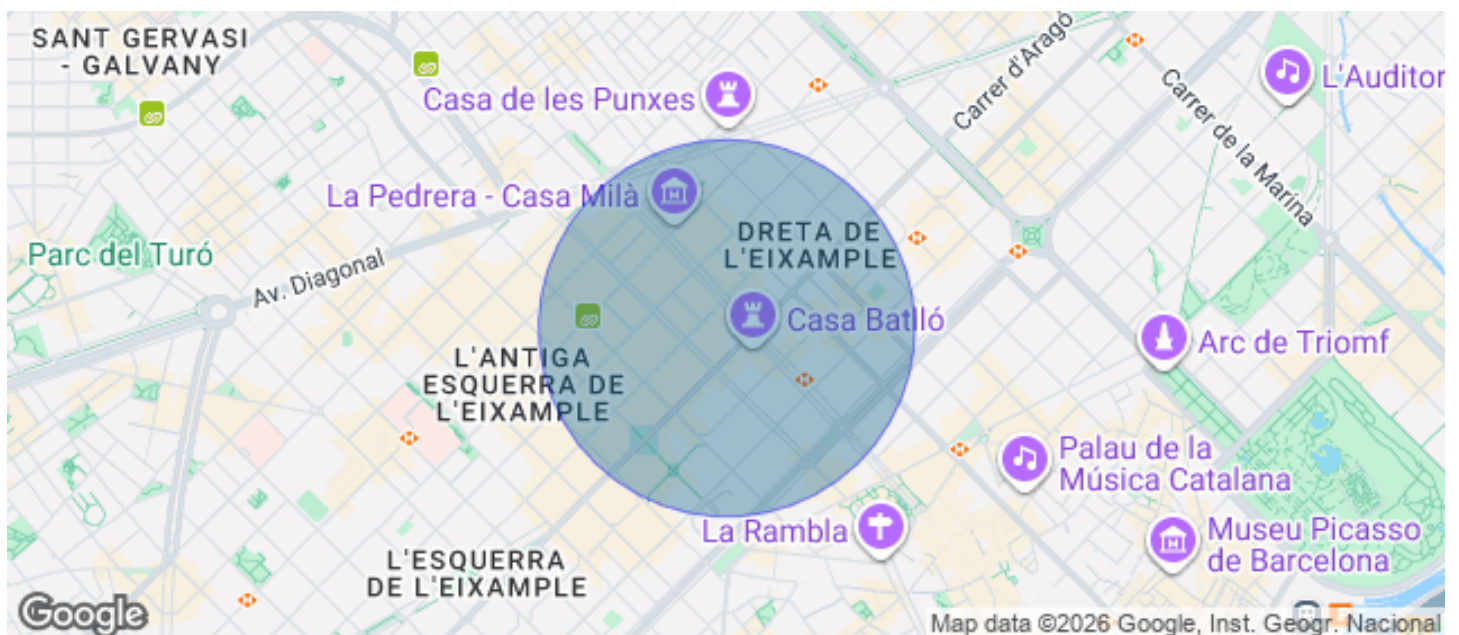 SANT GERVASI
- GALVANY
Casa de les Punxes
Carrer d'Aragó
L'Auditor
Carrer de la Marina
La Pedrera - Casa Milà
DRETA DE
L'EIXAMPLE
Parc del Turó
Av. Diagonal
Casa Batlló
Arc de Triomf
L'ANTIGA
ESQUERRA DE
L'EIXAMPLE
Palau de la
Música Catalana
La Rambla
Museu Picasso
de Barcelona
L'ESQUERRA
DE L'EIXAMPLE
Google
Map data ©2026 Google, Inst. Geogr. Nacional